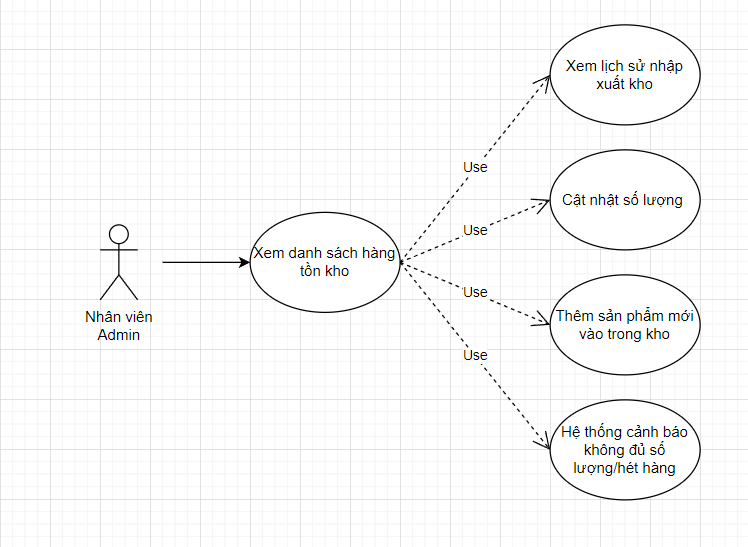 Nhân viên
Admin
Xem danh sách hàng
tồn kho
Use
Use
Use
Use
Xem lịch sử nhập
xuất kho
Cật nhật số lượng
Thêm sản phẩm mới
vào trong kho
Hệ thống cảnh báo
không đủ số
lượng/hét hàng